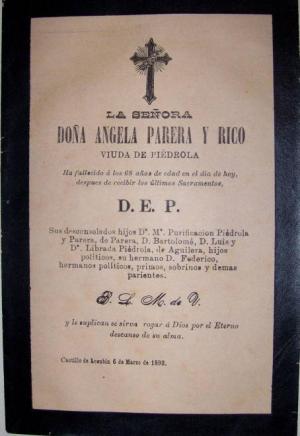 LA SEÑORA
DOÑA ANGELA PARERA Y RICO
VIUDA DE PIÉDROLA
Ha fallecido á los 68 años de edad en el dia de hoy,
despues de recibir los últimos Sacramentos.
D. E. P.
Sus desconsolados hijos Dª. Mª. Purificacion Piédrola
y Parera, de Parera, D. Bartolomé, D. Luis y
Dª. Librada Piédrola, de Aguilera, hijos
políticos, su hermano D. Federico,
hermanos políticos, primos, sobrinos y demas
parientes.
B. L. M. de V.
y le suplican se sirva rogar á Dios por el Eterno
descanso de su alma.
Castillo de Locubin 6 de Marzo de 1892.